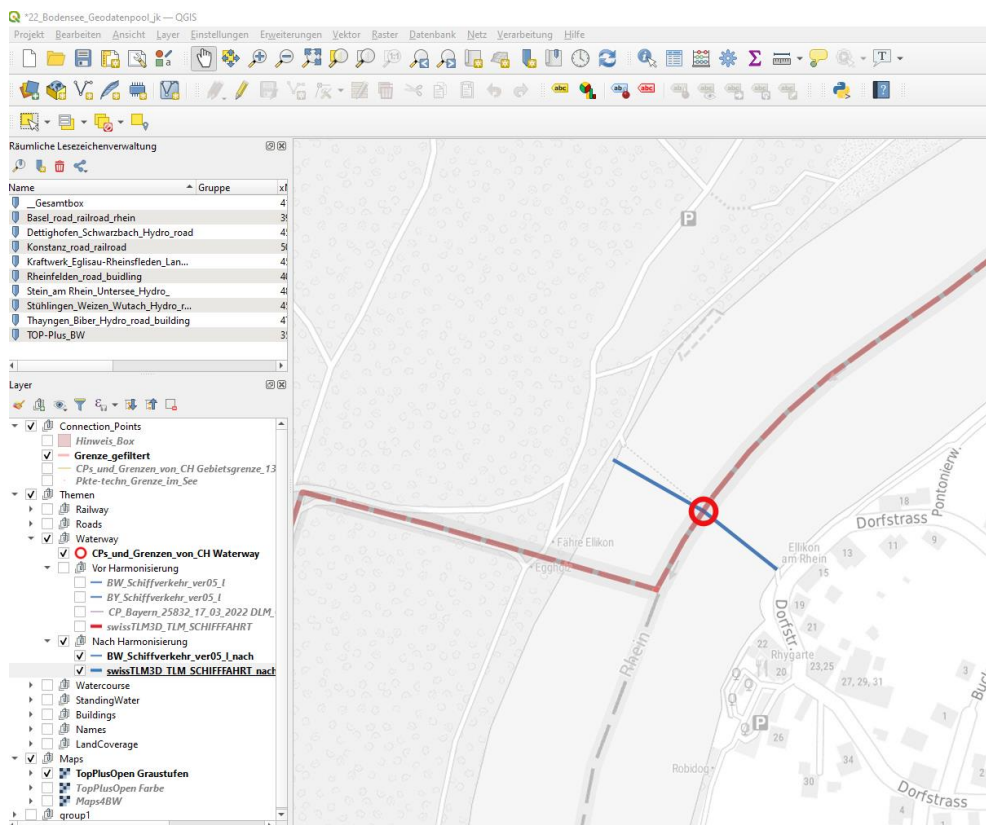 *22_Bodensee_Geodatenpool_jk — QGIS
Projekt Bearbeiten Ansicht Layer Einstellungen Erweiterungen Vektor Raster Datenbank Netz Verarbeitung Hilfe
Räumliche Lesezeichenverwaltung
Name Gruppe
__Gesamtbox
Basel_road_railroad_rhein
Dettighofen_Schwarzbach_Hydro_road
Konstanz_road_railroad
Kraftwerk_Eglisau-Rheinsfleden_Lan...
Rheinfelden_road_buidling
Stein_am Rhein_Untersee_Hydro_
Stühlingen_Weizen_Wutach_Hydro_r...
Thayngen_Biber_Hydro_road_building
TOP-Plus_BW
Layer
Connection_Points
Hinweis_Box
Grenze_gefiltert
CPs_und_Grenzen_von_CH Gebietsgrenze_13
Pkte-techn_Grenze_im_See
Themen
Railway
Roads
Waterway
CPs_und_Grenzen_von_CH Waterway
Vor Harmonisierung
BW_Schiffverkehr_ver05_l
BY_Schiffverkehr_ver05_l
CP_Bayern_25832_17_03_2022 DLM_
swissTLM3D_TLM_SCHIFFFAHRT
Nach Harmonisierung
BW_Schiffverkehr_ver05_l_nach
swissTLM3D_TLM_SCHIFFFAHRT_nach
Watercourse
StandingWater
Buildings
Names
LandCoverage
Maps
TopPlusOpen Graustufen
TopPlusOpen Farbe
Maps4BW
group1
P
Pontonierw.
18
Dorfstrass
9
11
13
Ellikon
am Rhein
15
Fähre Ellikon
Egghof
19
Dorfstr.
21
22
Rhygarte
23,25
20
27, 29, 31
3
Buc
Rhein
1
P
26
34
Robidog
30
Dorfstrass
4
1